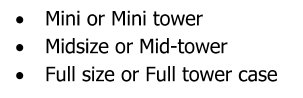 • Mini or Mini tower
• Midsize or Mid-tower
• Full size or Full tower case